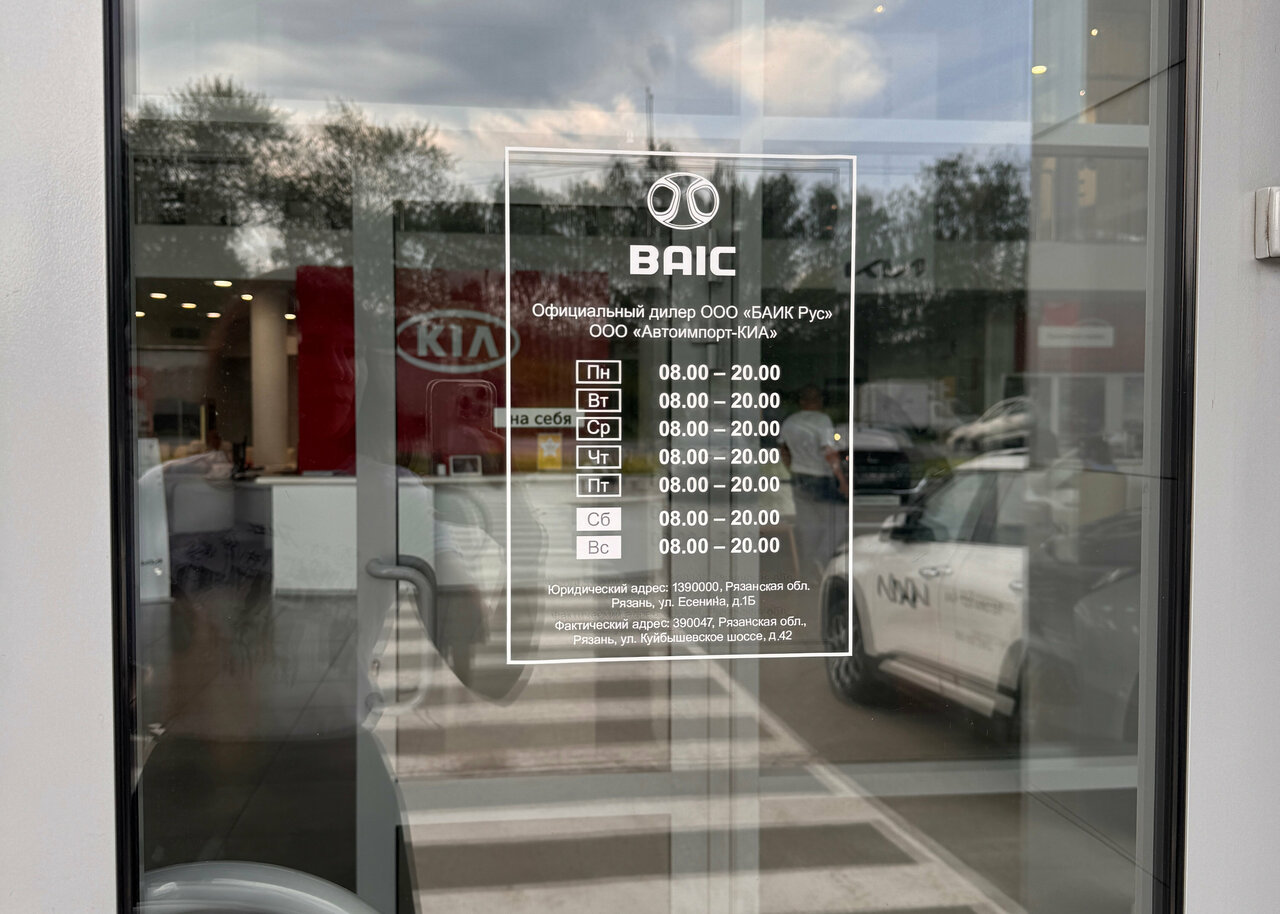 BAIC
Официальный дилер ООО «БАИК Рус»
ООО «Автоимпорт-КИА»
KIA
на себя
Пн 08.00 – 20.00
Вт 08.00 – 20.00
Ср 08.00 – 20.00
Чт 08.00 – 20.00
Пт 08.00 – 20.00
Сб 08.00 – 20.00
Вс 08.00 – 20.00
Юридический адрес: 1390000, Рязанская обл.
Рязань, ул. Есенина, д.1Б
Фактический адрес: 390047, Рязанская обл.,
Рязань, ул. Куйбышевское шоссе, д.42